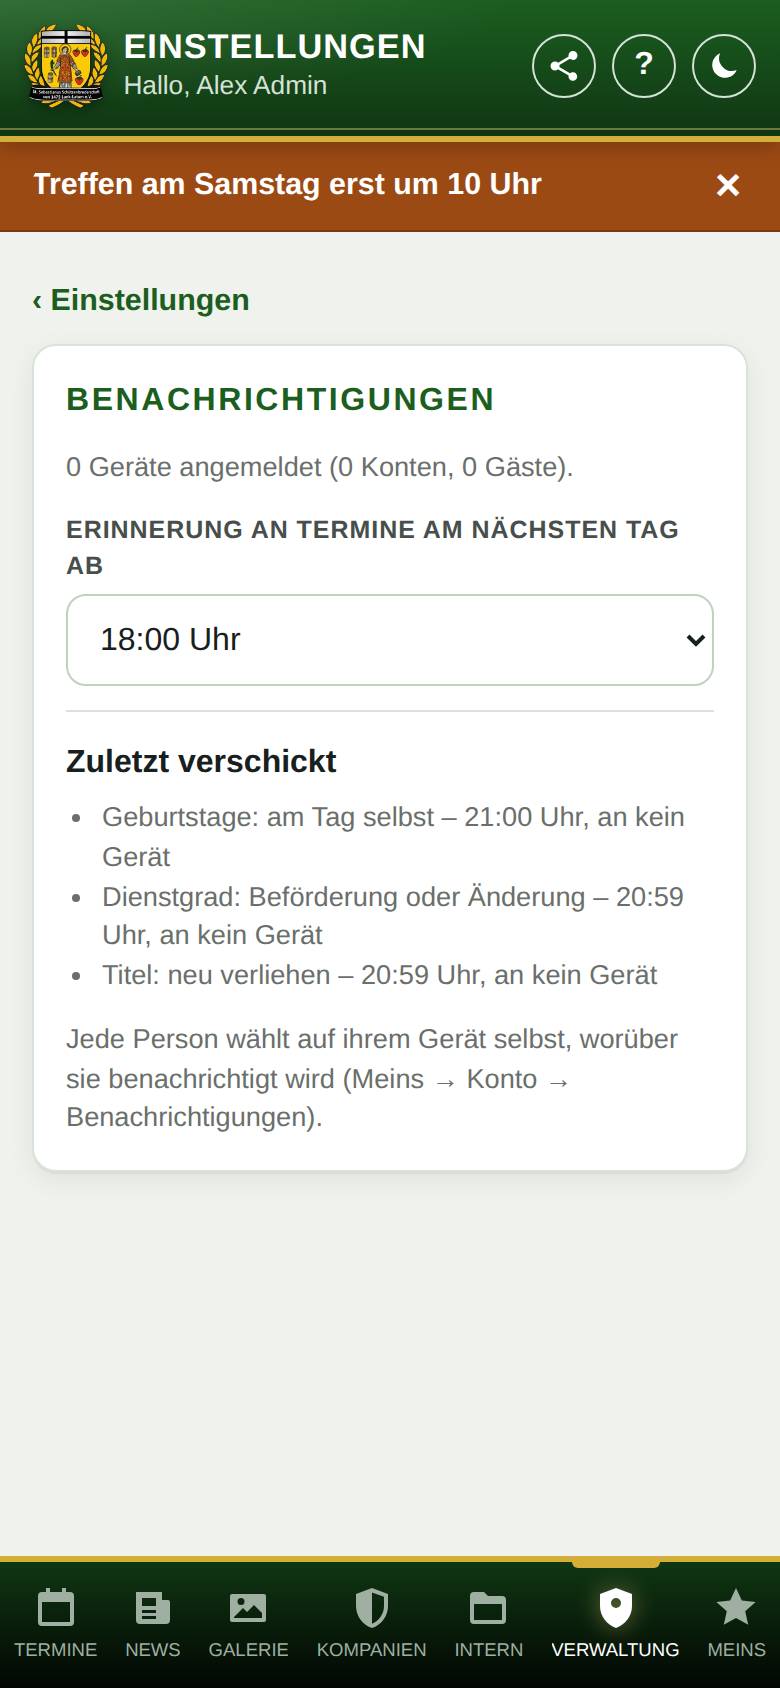 EINSTELLUNGEN
Hallo, Alex Admin
?
Treffen am Samstag erst um 10 Uhr
×
‹ Einstellungen
BENACHRICHTIGUNGEN
0 Geräte angemeldet (0 Konten, 0 Gäste).
ERINNERUNG AN TERMINE AM NÄCHSTEN TAG
AB
18:00 Uhr
Zuletzt verschickt
• Geburtstage: am Tag selbst – 21:00 Uhr, an kein
Gerät
• Dienstgrad: Beförderung oder Änderung – 20:59
Uhr, an kein Gerät
• Titel: neu verliehen – 20:59 Uhr, an kein Gerät
Jede Person wählt auf ihrem Gerät selbst, worüber
sie benachrichtigt wird (Meins → Konto →
Benachrichtigungen).
TERMINE NEWS GALERIE KOMPANIEN INTERN VERWALTUNG MEINS